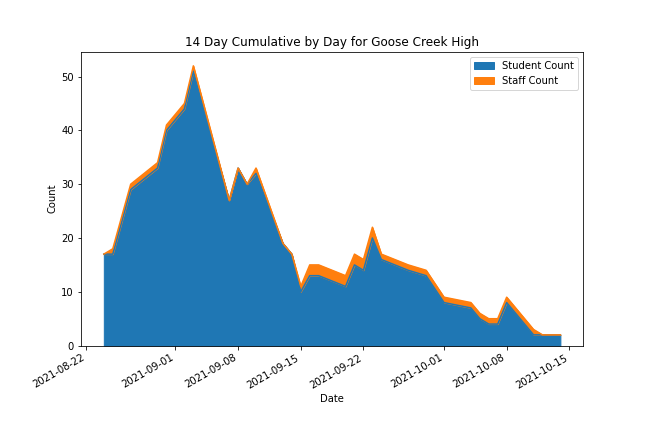 14 Day Cumulative by Day for Goose Creek High
Student Count
Staff Count
Count
50
40
30
20
10
0
2021-08-22
2021-09-01
2021-09-08
2021-09-15
2021-09-22
2021-10-01
2021-10-08
2021-10-15
Date